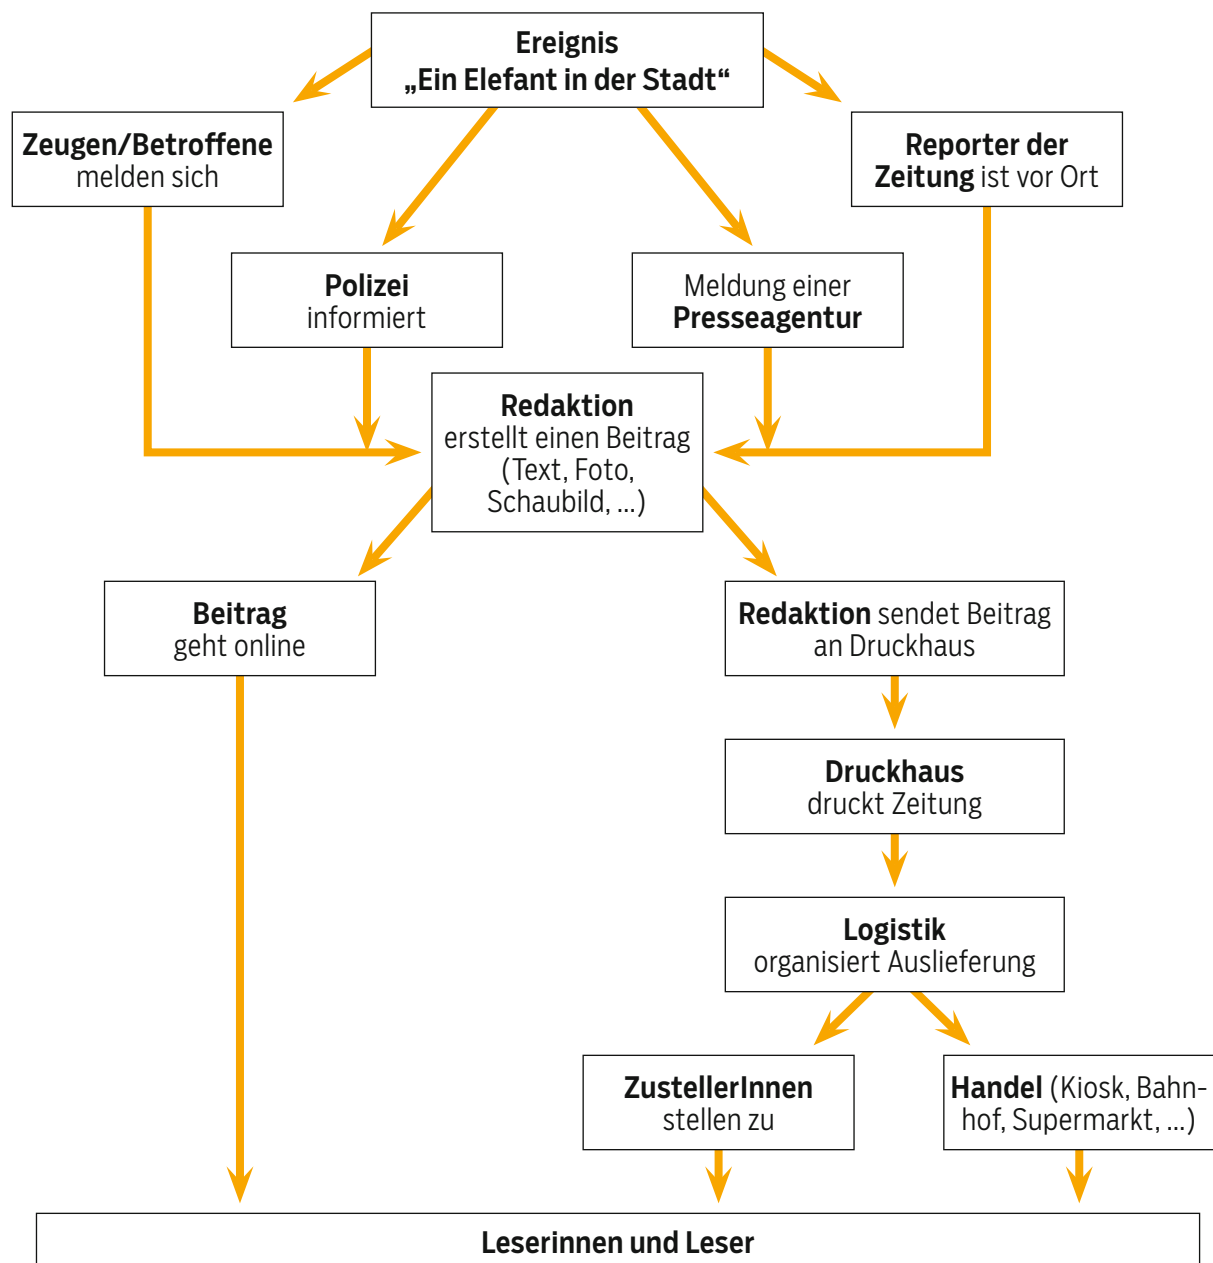 Ereignis
„Ein Elefant in der Stadt“
Zeugen/Betroffene
melden sich
Reporter der
Zeitung ist vor Ort
Polizei
informiert
Meldung einer
Presseagentur
Redaktion
erstellt einen Beitrag
(Text, Foto,
Schaubild, ...)
Beitrag
geht online
Redaktion sendet Beitrag
an Druckhaus
Druckhaus
druckt Zeitung
Logistik
organisiert Auslieferung
ZustellerInnen
stellen zu
Handel (Kiosk, Bahn-
hof, Supermarkt, ...)
Leserinnen und Leser